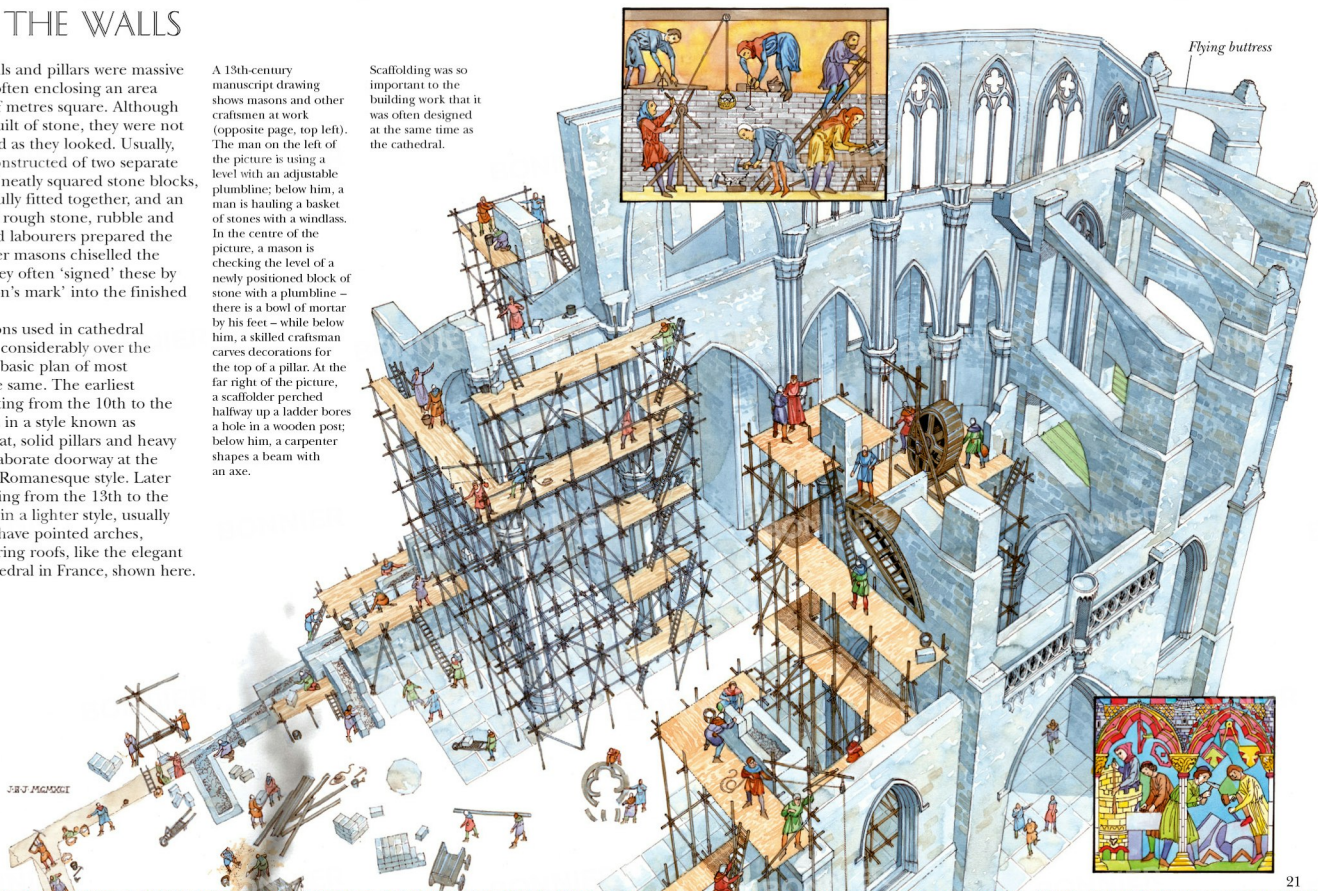 THE WALLS
ls and pillars were massive
often enclosing an area
f metres square. Although
uilt of stone, they were not
d as they looked. Usually,
onstructed of two separate
neatly squared stone blocks,
ully fitted together, and an
rough stone, rubble and
d labourers prepared the
er masons chiselled the
ey often ‘signed’ these by
n’s mark’ into the finished
ons used in cathedral
considerably over the
basic plan of most
e same. The earliest
ting from the 10th to the
in a style known as
at, solid pillars and heavy
aborate doorway at the
Romanesque style. Later
ing from the 13th to the
in a lighter style, usually
have pointed arches,
ring roofs, like the elegant
edral in France, shown here.
A 13th-century
manuscript drawing
shows masons and other
craftsmen at work
(opposite page, top left).
The man on the left of
the picture is using a
level with an adjustable
plumbline; below him, a
man is hauling a basket
of stones with a windlass.
In the centre of the
picture, a mason is
checking the level of a
newly positioned block of
stone with a plumbline –
there is a bowl of mortar
by his feet – while below
him, a skilled craftsman
carves decorations for
the top of a pillar. At the
far right of the picture,
a scaffolder perched
halfway up a ladder bores
a hole in a wooden post;
below him, a carpenter
shapes a beam with
an axe.
Scaffolding was so
important to the
building work that it
was often designed
at the same time as
the cathedral.
Flying buttress
J·B·J·MCMXCI
21